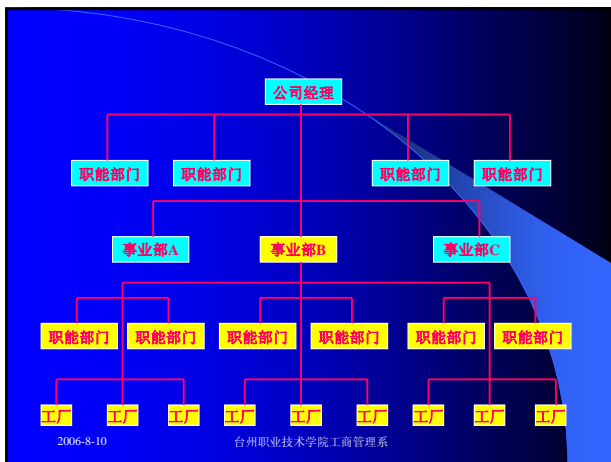 公司经理
职能部门 职能部门 职能部门 职能部门
事业部A 事业部B 事业部C
职能部门 职能部门 职能部门 职能部门 职能部门 职能部门
工厂 工厂 工厂 工厂 工厂 工厂 工厂 工厂 工厂
2006-8-10 台州职业技术学院工商管理系